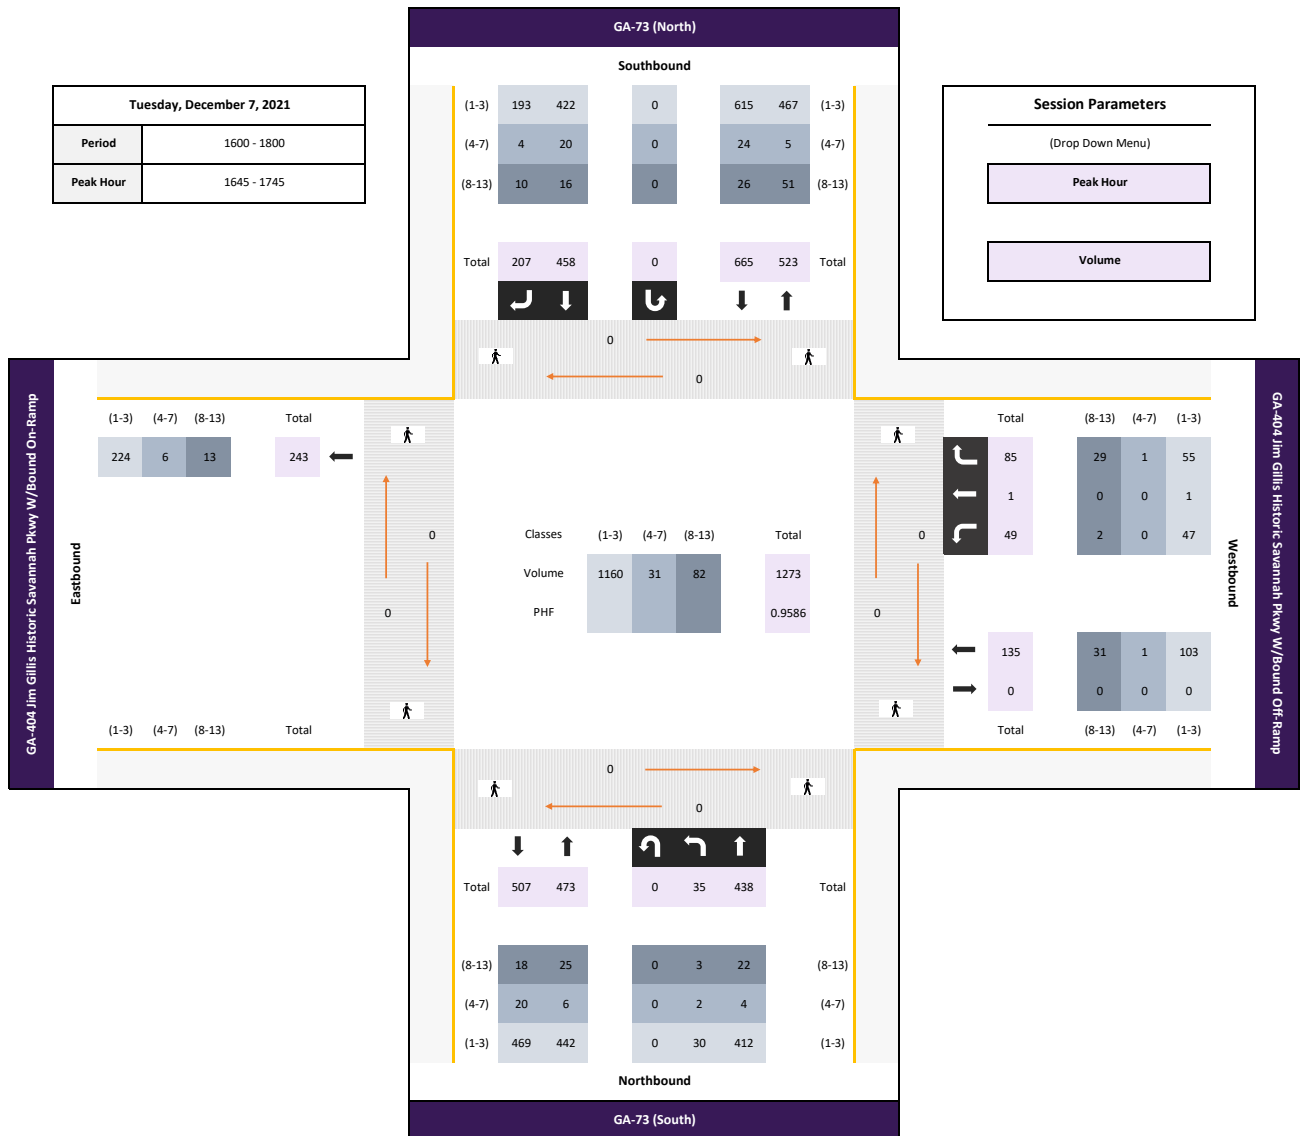 GA-73 (North)
Southbound
Tuesday, December 7, 2021
Period 1600 - 1800
Peak Hour 1645 - 1745
Session Parameters
(Drop Down Menu)
Peak Hour
Volume
(1-3) 193 422 0 615 467 (1-3)
(4-7) 4 20 0 24 5 (4-7)
(8-13) 10 16 0 26 51 (8-13)
Total 207 458 0 665 523 Total
0
0
GA-404 Jim Gillis Historic Savannah Pkwy W/Bound On-Ramp
Eastbound
(1-3) (4-7) (8-13) Total
224 6 13 243
0
0
(1-3) (4-7) (8-13) Total
Classes (1-3) (4-7) (8-13) Total
Volume 1160 31 82 1273
PHF 0.9586
0
0
Total (8-13) (4-7) (1-3)
85 29 1 55
1 0 0 1
49 2 0 47
135 31 1 103
0 0 0 0
Total (8-13) (4-7) (1-3)
Westbound
GA-404 Jim Gillis Historic Savannah Pkwy W/Bound Off-Ramp
0
0
Total 507 473 0 35 438 Total
(8-13) 18 25 0 3 22 (8-13)
(4-7) 20 6 0 2 4 (4-7)
(1-3) 469 442 0 30 412 (1-3)
Northbound
GA-73 (South)